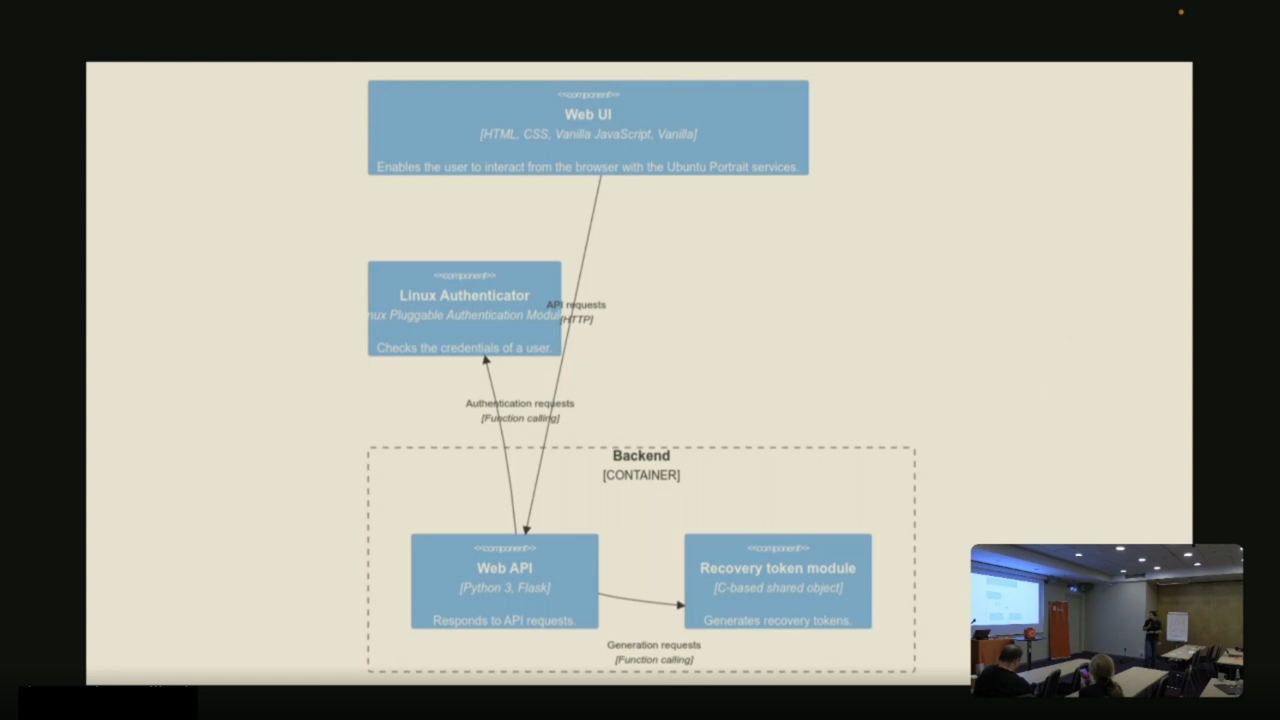 <<component>>
Web UI
[HTML. CSS, Vanilla JavaScript, Vanilla]
Enables the user to interact from the browser with the Ubuntu Portrait services.
<<component>>
Linux Authenticator
nux Pluggable Authentication Modul
Checks the credentials of a user.
API requests
[HTTP]
Authentication requests
[Function calling]
Backend
[CONTAINER]
<<component>>
Web API
[Python 3, Flask]
Responds to API requests.
<<component>>
Recovery token module
[C-based shared object]
Generates recovery tokens.
Generation requests
[Function calling]